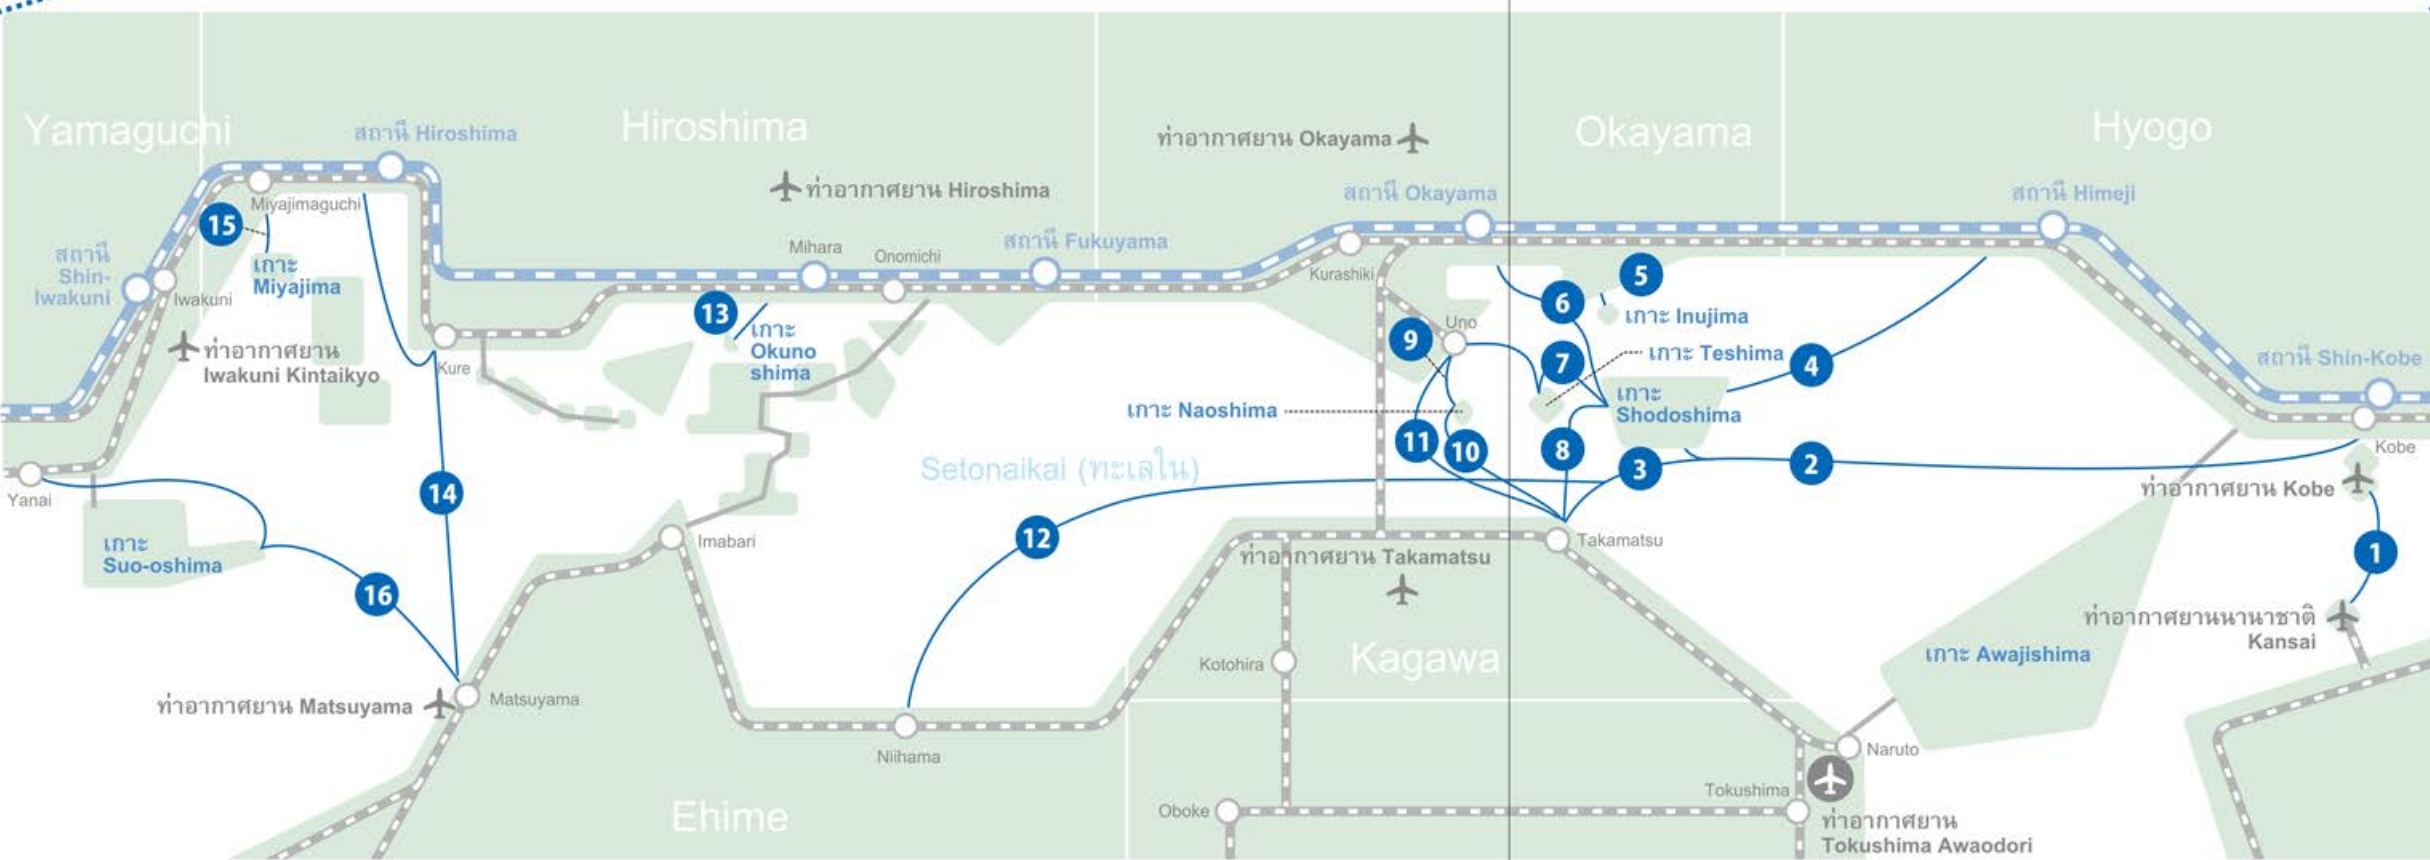 Yamaguchi
Hiroshima
Okayama
Hyogo
สถานี Hiroshima
ท่าอากาศยาน Okayama
ท่าอากาศยาน Hiroshima
สถานี Okayama
สถานี Himeji
Miyajimaguchi
15
สถานี
Shin-
Iwakuni
Iwakuni
เกาะ
Miyajima
Mihara
Onomichi
สถานี Fukuyama
Kurashiki
5
6
เกาะ Inujima
13
เกาะ
Okuno
shima
Uno
9
7
เกาะ Teshima
4
ท่าอากาศยาน
Iwakuni Kintaikyo
Kure
สถานี Shin-Kobe
เกาะ Naoshima
เกาะ
Shodoshima
11
10
8
3
2
Kobe
Setonaikai (ทะเลใน)
Yanai
14
ท่าอากาศยาน Kobe
เกาะ
Suo-oshima
Imabari
12
Takamatsu
ท่าอากาศยาน Takamatsu
1
16
ท่าอากาศยานนานาชาติ
Kansai
Kotohira
Kagawa
เกาะ Awajishima
ท่าอากาศยาน Matsuyama
Matsuyama
Niihama
Naruto
Ehime
Oboke
Tokushima
ท่าอากาศยาน
Tokushima Awaodori